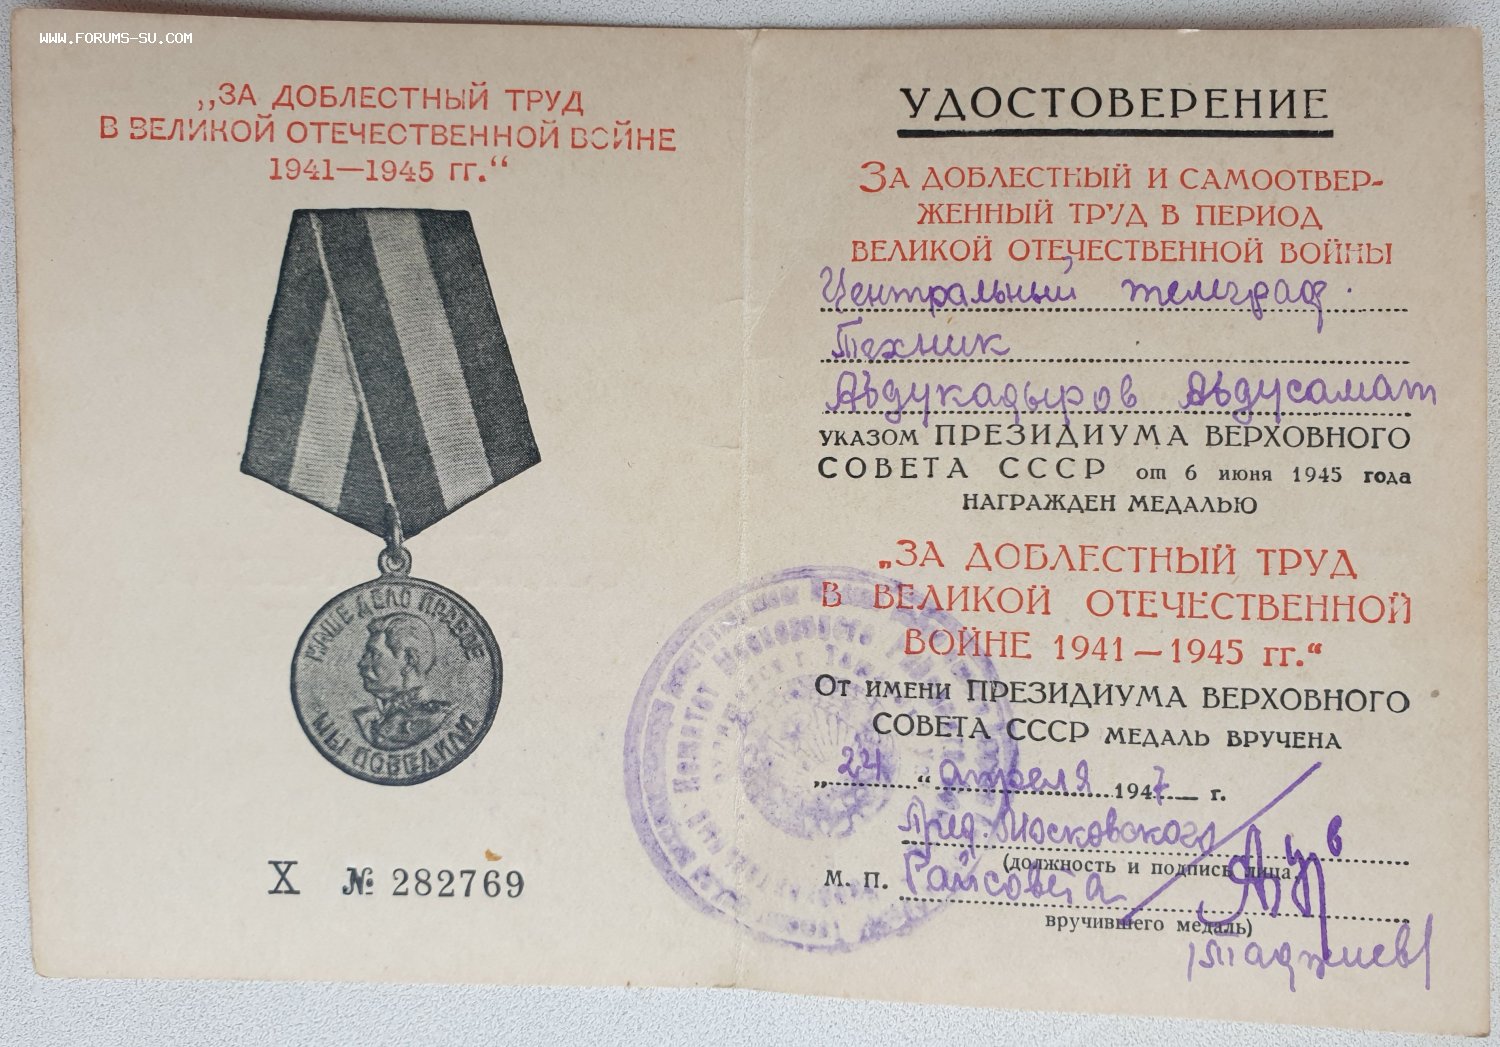 WWW.FORUMS-SU.COM
„ЗА ДОБЛЕСТНЫЙ ТРУД
В ВЕЛИКОЙ ОТЕЧЕСТВЕННОЙ ВОЙНЕ
1941—1945 гг.“
НАШЕ ДЕЛО ПРАВОЕ
МЫ ПОБЕДИЛИ
X № 282769
УДОСТОВЕРЕНИЕ
ЗА ДОБЛЕСТНЫЙ И САМООТВЕР-
ЖЕННЫЙ ТРУД В ПЕРИОД
ВЕЛИКОЙ ОТЕЧЕСТВЕННОЙ ВОЙНЫ
Центральный телеграф.
Техник
Абдукадыров Абдусамат
УКАЗОМ ПРЕЗИДИУМА ВЕРХОВНОГО
СОВЕТА СССР от 6 июня 1945 года
НАГРАЖДЕН МЕДАЛЬЮ
„ЗА ДОБЛЕСТНЫЙ ТРУД
В ВЕЛИКОЙ ОТЕЧЕСТВЕННОЙ
ВОЙНЕ 1941—1945 гг.“
ОТ ИМЕНИ ПРЕЗИДИУМА ВЕРХОВНОГО
СОВЕТА СССР МЕДАЛЬ ВРУЧЕНА
„24“ апреля 1947 г.
Пред. Московского
(должность и подпись лица,
М. П. Райсовета
вручившего медаль)
/Таджиев/